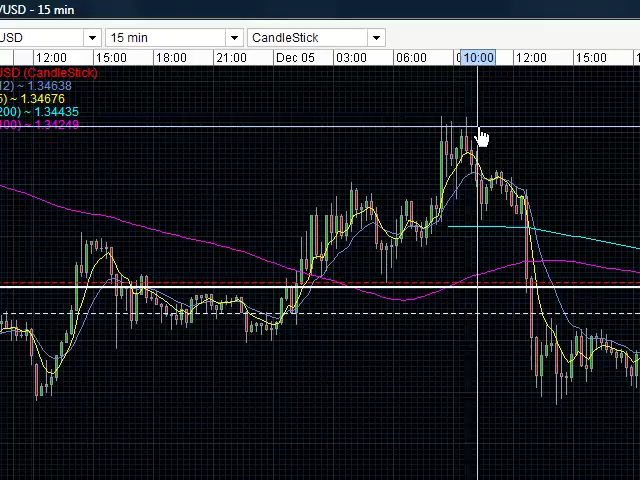 /USD - 15 min
USD 15 min CandleStick
12:00 15:00 18:00 21:00 Dec 05 03:00 06:00 10:00 12:00 15:00
USD (CandleStick)
12) ~ 1.34638
5) ~ 1.34676
200) ~ 1.34435
100) ~ 1.34249